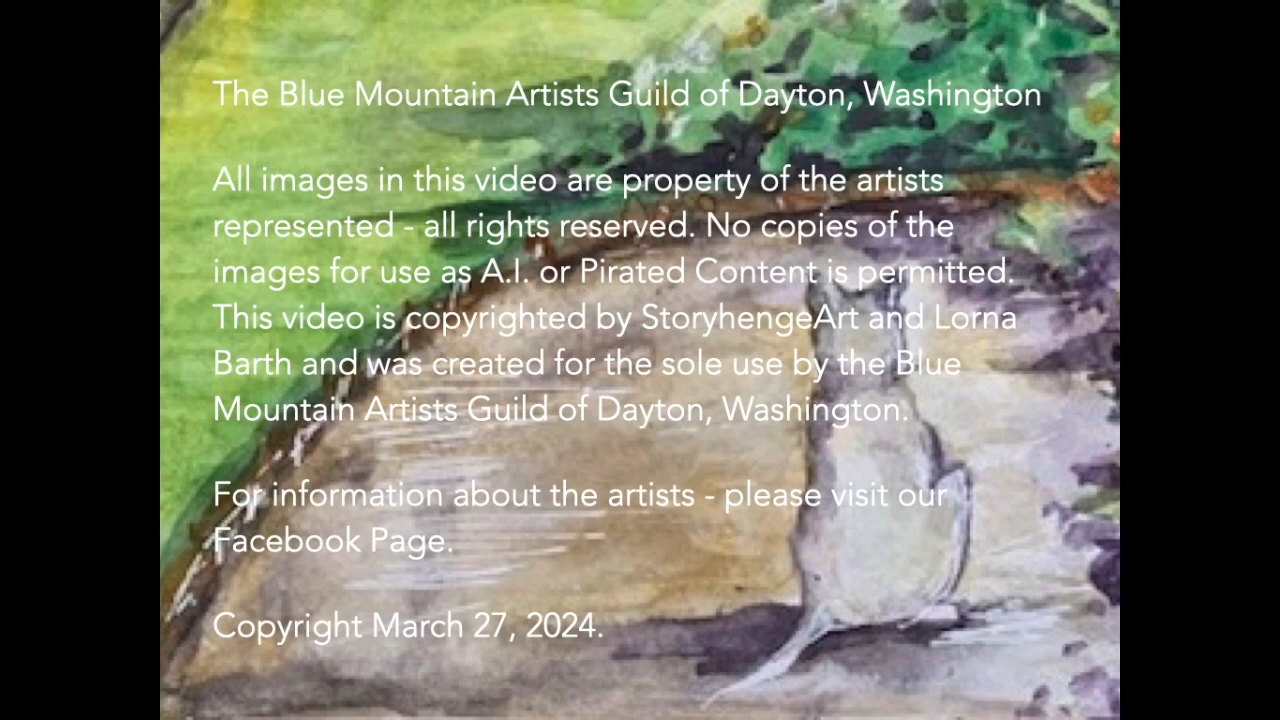 The Blue Mountain Artists Guild of Dayton, Washington
All images in this video are property of the artists
represented - all rights reserved. No copies of the
images for use as A.I. or Pirated Content is permitted.
This video is copyrighted by StoryhengeArt and Lorna
Barth and was created for the sole use by the Blue
Mountain Artists Guild of Dayton, Washington.
For information about the artists - please visit our
Facebook Page.
Copyright March 27, 2024.